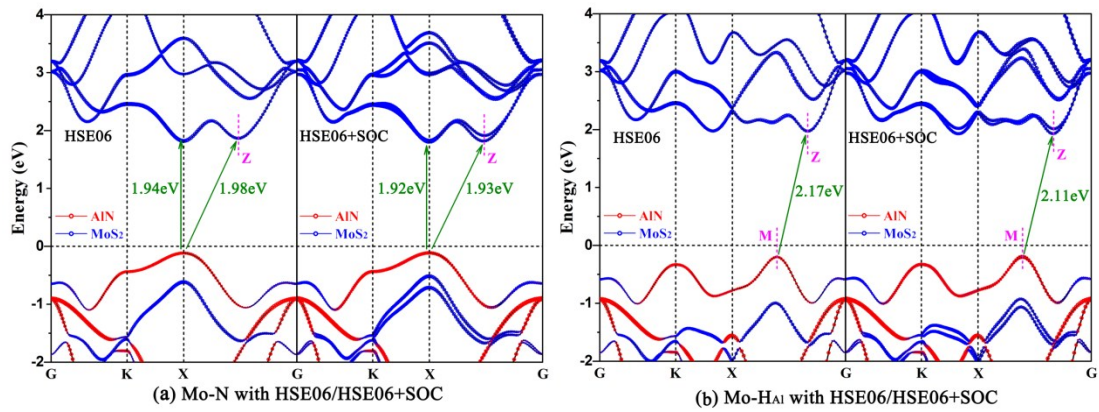 4
3
2
1
0
-1
-2
Energy (eV)
HSE06
HSE06+SOC
Z
Z
1.94eV
1.98eV
1.92eV
1.93eV
AlN
MoS2
AlN
MoS2
G K X G K X G
(a) Mo-N with HSE06/HSE06+SOC
4
3
2
1
0
-1
-2
Energy (eV)
HSE06
HSE06+SOC
Z
Z
2.17eV
2.11eV
AlN
MoS2
M
AlN
MoS2
M
G K X G K X G
(b) Mo-HAl with HSE06/HSE06+SOC